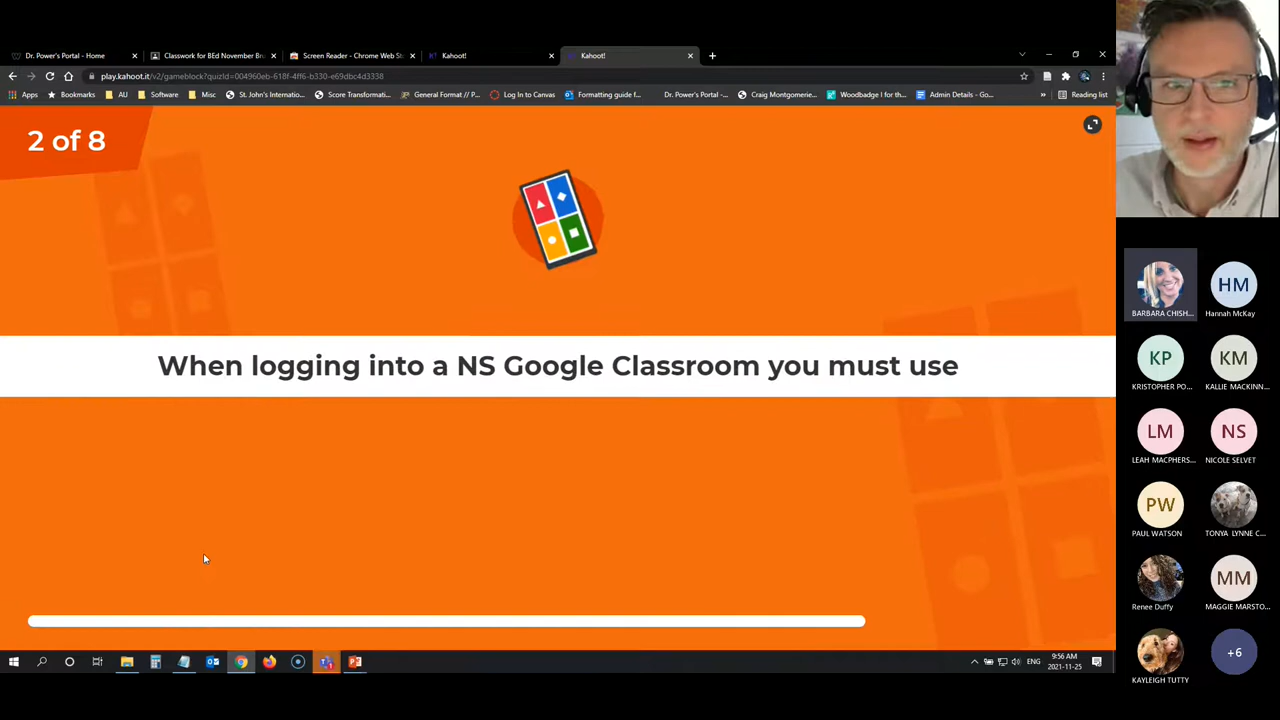 Dr. Power's Portal - Home
Classwork for BEd November Bru
Screen Reader - Chrome Web St
Kahoot!
Kahoot!
play.kahoot.it/v2/gameblock?quizId=004960eb-618f-4ff6-b330-e69dbc4d3338
Apps
Bookmarks
AU
Software
Misc
St. John's Internatio...
Score Transformati...
General Format // P...
Log In to Canvas
Formatting guide f...
Dr. Power's Portal -...
Craig Montgomerie...
Woodbadge I for th...
Admin Details - Go...
»
Reading list
2 of 8
When logging into a NS Google Classroom you must use
BARBARA CHISH...
HM
Hannah McKay
KP
KRISTOPHER PO...
KM
KALLIE MACKINN...
LM
LEAH MACPHERS...
NS
NICOLE SELVET
PW
PAUL WATSON
TONYA LYNNE C...
Renee Duffy
MM
MAGGIE MARSTO...
KAYLEIGH TUTTY
+6
ENG
9:56 AM
2021-11-25